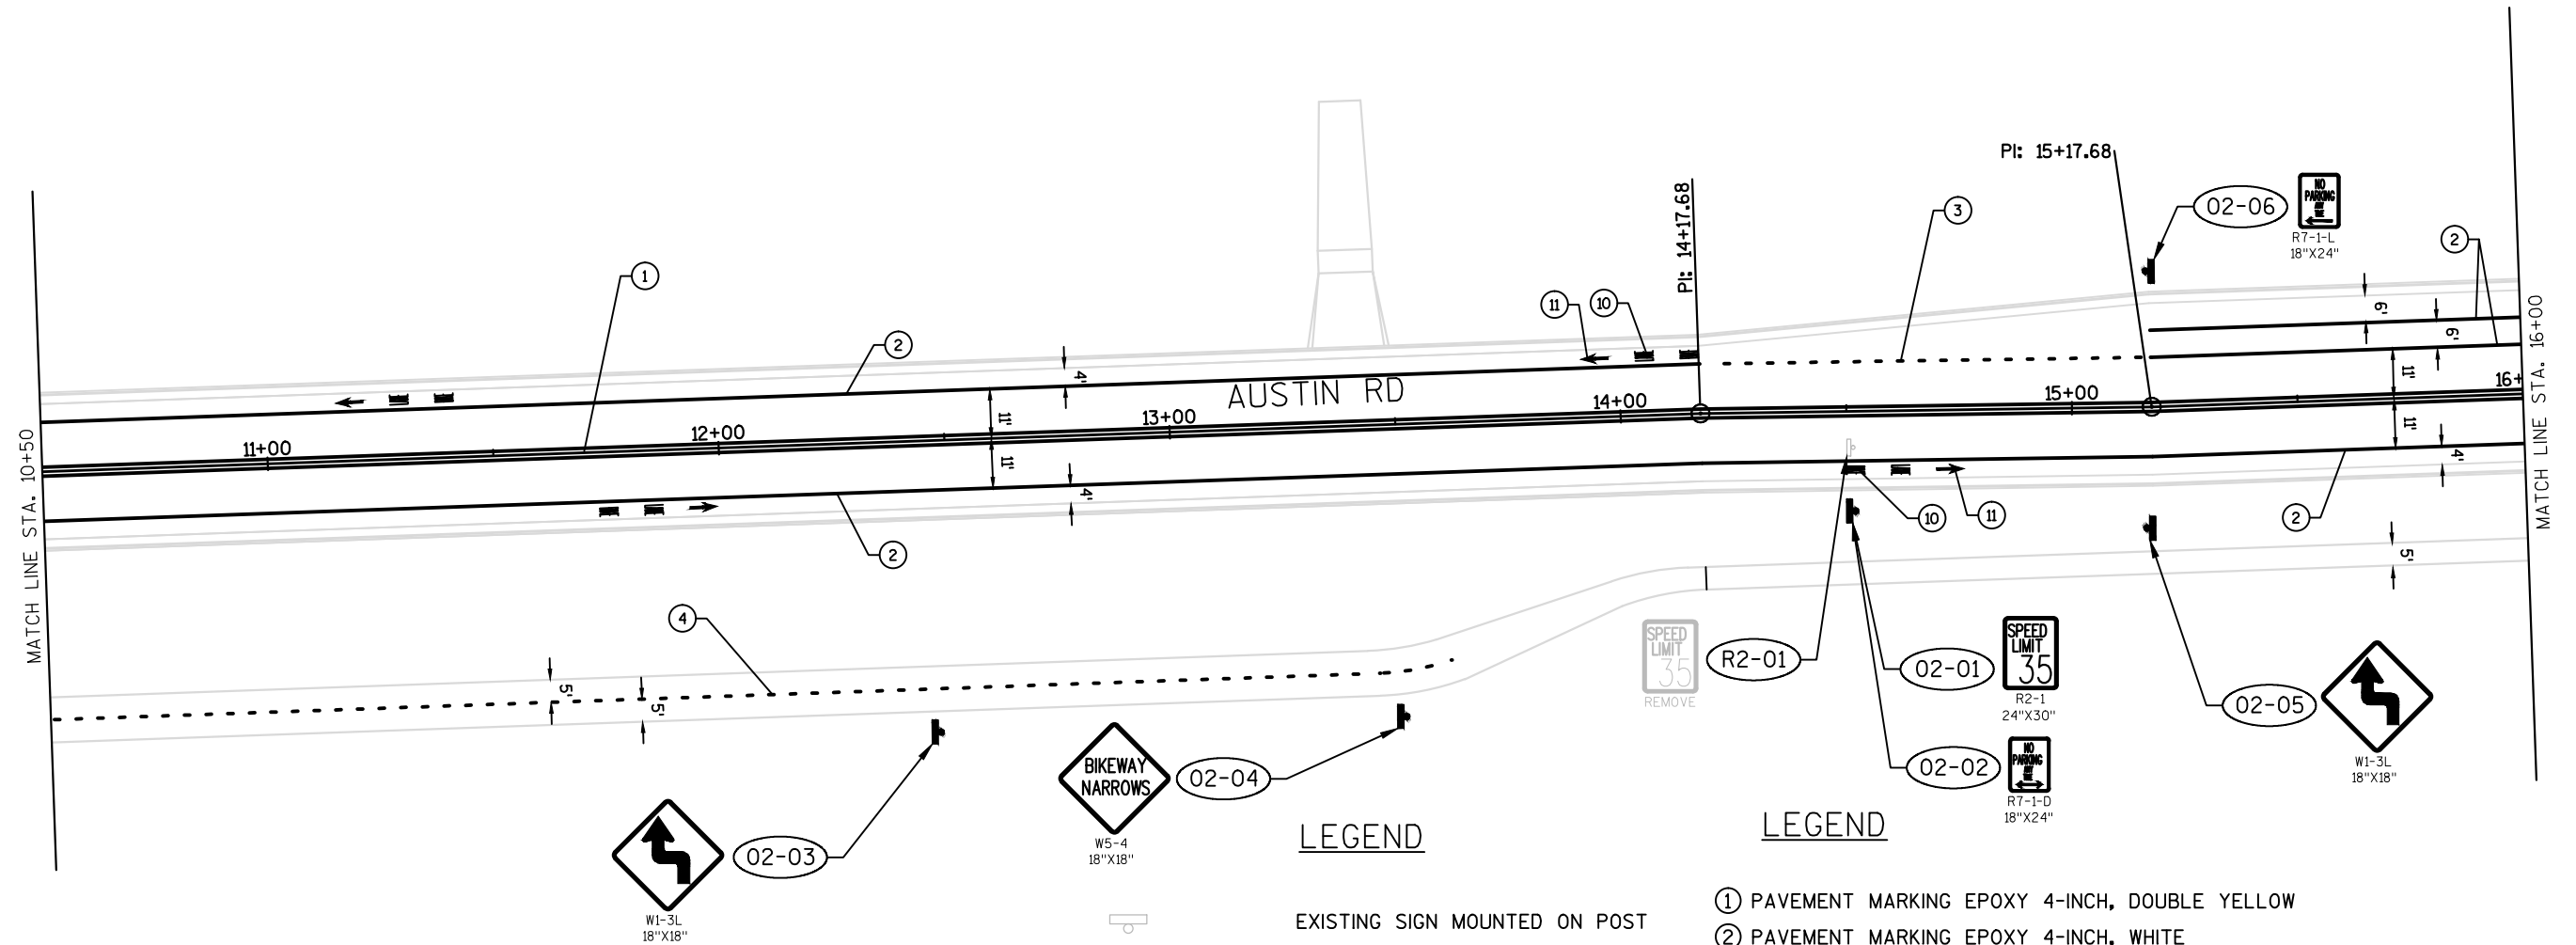 PI: 15+17.68
PI: 14+17.68
3
02-06
NO
PARKING
ANY
TIME
R7-1-L
18"X24"
2
1
11
10
6'
6'
2
4'
AUSTIN RD
11'
11'
11'
11'
11+00
12+00
13+00
14+00
15+00
16+
MATCH LINE STA. 10+50
MATCH LINE STA. 16+00
4'
4'
2
10
11
2
5'
4
5'
5'
SPEED
LIMIT
35
REMOVE
R2-01
02-01
SPEED
LIMIT
35
R2-1
24"X30"
02-05
W1-3L
18"X18"
02-02
NO
PARKING
ANY
TIME
R7-1-D
18"X24"
BIKEWAY
NARROWS
W5-4
18"X18"
02-04
02-03
W1-3L
18"X18"
LEGEND
LEGEND
EXISTING SIGN MOUNTED ON POST
1 PAVEMENT MARKING EPOXY 4-INCH, DOUBLE YELLOW
2 PAVEMENT MARKING EPOXY 4-INCH, WHITE